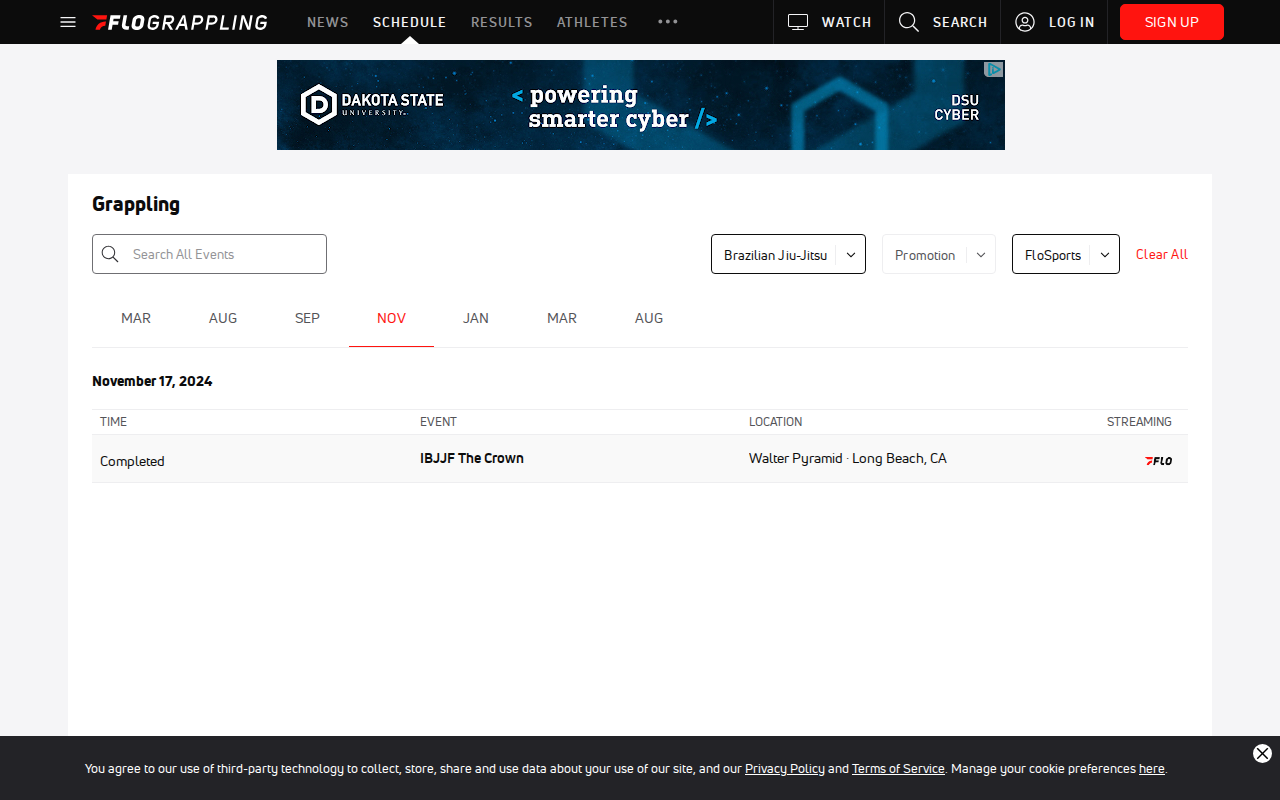 FLOGRAPPLING NEWS SCHEDULE RESULTS ATHLETES WATCH SEARCH LOG IN SIGN UP
DAKOTA STATE UNIVERSITY < powering smarter cyber /> DSU CYBER
Grappling
Search All Events Brazilian Jiu-Jitsu Promotion FloSports Clear All
MAR AUG SEP NOV JAN MAR AUG
November 17, 2024
TIME EVENT LOCATION STREAMING
Completed IBJJF The Crown Walter Pyramid · Long Beach, CA FLO
You agree to our use of third-party technology to collect, store, share and use data about your use of our site, and our Privacy Policy and Terms of Service. Manage your cookie preferences here.